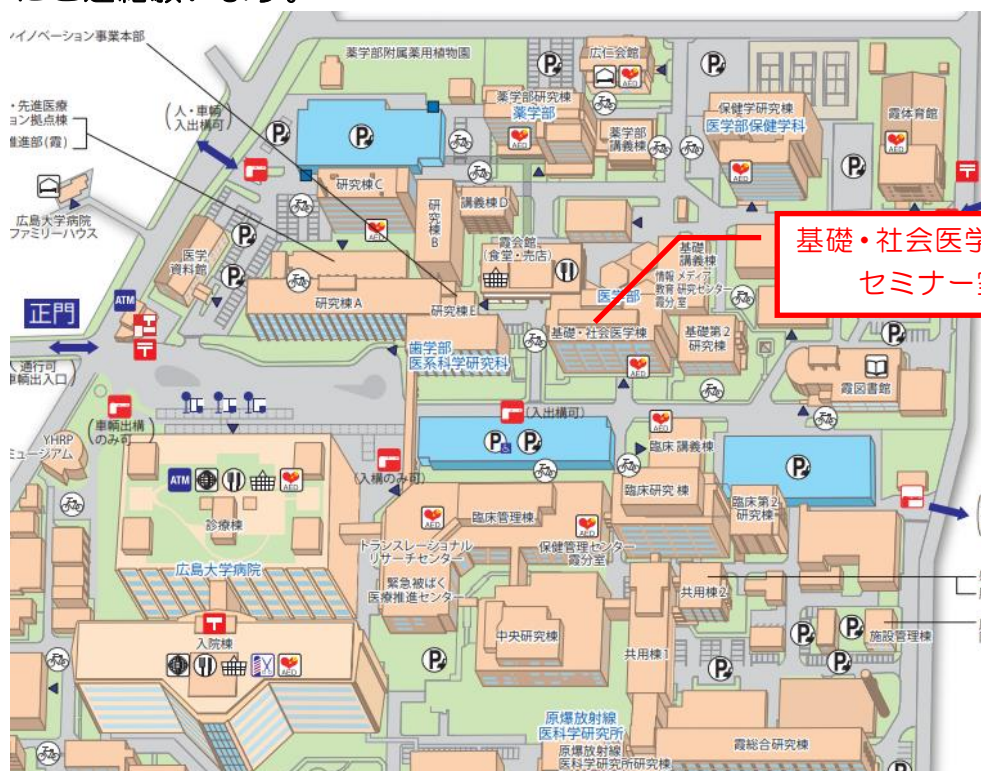 にご連絡願います。
ンイノベーション事業本部
薬学部附属薬用植物園
広仁会館
・先進医療
ション拠点棟
推進部(霞)
(人・車輌
入出構可)
薬学部研究棟
薬学部
薬学部
講義棟
保健学研究棟
医学部保健学科
霞体育館
AED
AED
AED
AED
広島大学病院
ファミリーハウス
研究棟C
研究棟B
講義棟D
AED
医学
資料館
霞会館
(食堂・売店)
基礎
講義棟
情報メディア
教育研究センター
霞分室
基礎・社会医学
セミナー
正門
ATM
研究棟A
研究棟E
医学部
基礎・社会医学棟
基礎第2
研究棟
歯学部
医系科学研究科
AED
霞図書館
通行可
車輌出入口)
(車輌出構
のみ可)
(入出構可)
YHRP
ミュージアム
(入構のみ可)
AED
臨床講義棟
ATM
AED
診療棟
広島大学病院
AED
臨床管理棟
AED
臨床研究棟
臨床第2
研究棟
トランスレーショナル
リサーチセンター
保健管理センター
霞分室
緊急被ばく
医療推進センター
共用棟2
中央研究棟
共用棟1
施設管理棟
入院棟
AED
原爆放射線
医科学研究所
原爆放射線
医科学研究所研究棟
霞総合研究棟